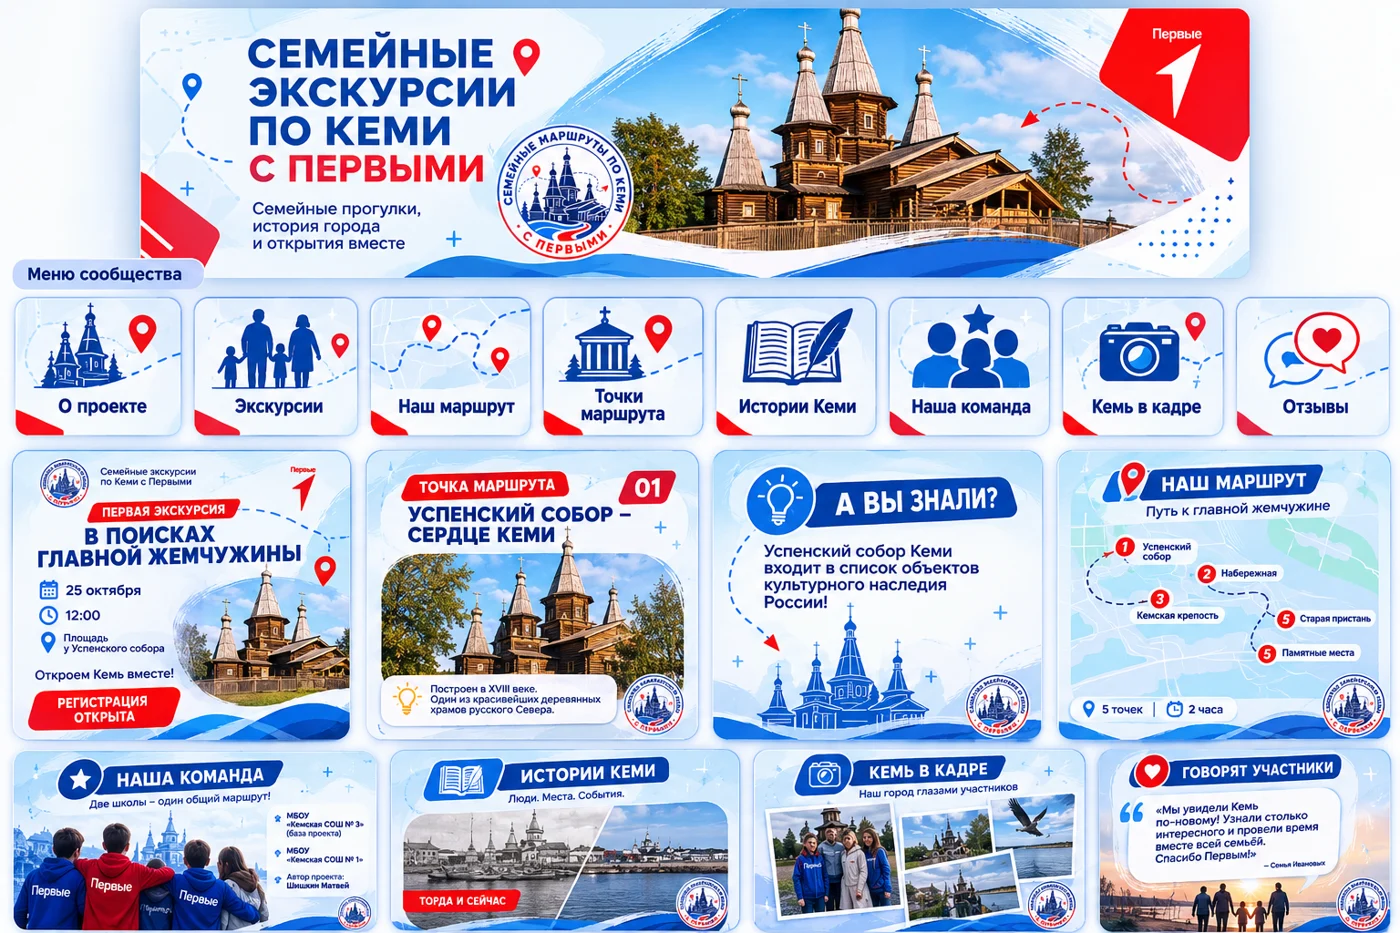 СЕМЕЙНЫЕ
ЭКСКУРСИИ
ПО КЕМИ
С ПЕРВЫМИ
Семейные прогулки,
история города
и открытия вместе
СЕМЕЙНЫЕ МАРШРУТЫ ПО КЕМИ
• С ПЕРВЫМИ •
Первые
Меню сообщества
О проекте
Экскурсии
Наш маршрут
Точки
маршрута
Истории Кеми
Наша команда
Кемь в кадре
Отзывы
Семейные экскурсии
по Кеми с Первыми
Первые
ПЕРВАЯ ЭКСКУРСИЯ
В ПОИСКАХ
ГЛАВНОЙ ЖЕМЧУЖИНЫ
25 октября
12:00
Площадь
у Успенского собора
Откроем Кемь вместе!
РЕГИСТРАЦИЯ
ОТКРЫТА
ТОЧКА МАРШРУТА
01
УСПЕНСКИЙ СОБОР –
СЕРДЦЕ КЕМИ
Построен в XVIII веке.
Один из красивейших деревянных
храмов русского Севера.
А ВЫ ЗНАЛИ?
Успенский собор Кеми
входит в список объектов
культурного наследия
России!
НАШ МАРШРУТ
Путь к главной жемчужине
1 Успенский
собор
2 Набережная
3
Кемская крепость
5 Старая пристань
5 Памятные места
5 точек | 2 часа
НАША КОМАНДА
Две школы – один общий маршрут!
МБОУ
«Кемская СОШ № 3»
(база проекта)
МБОУ
«Кемская СОШ № 1»
Автор проекта:
Шишкин Матвей
Первые
Первые
Первые
ИСТОРИИ КЕМИ
Люди. Места. События.
ТОРДА И СЕЙЧАС
КЕМЬ В КАДРЕ
Наш город глазами участников
Первые
ГОВОРЯТ УЧАСТНИКИ
«Мы увидели Кемь
по-новому! Узнали столько
интересного и провели время
вместе всей семьёй.
Спасибо Первым!»
– Семья Ивановых